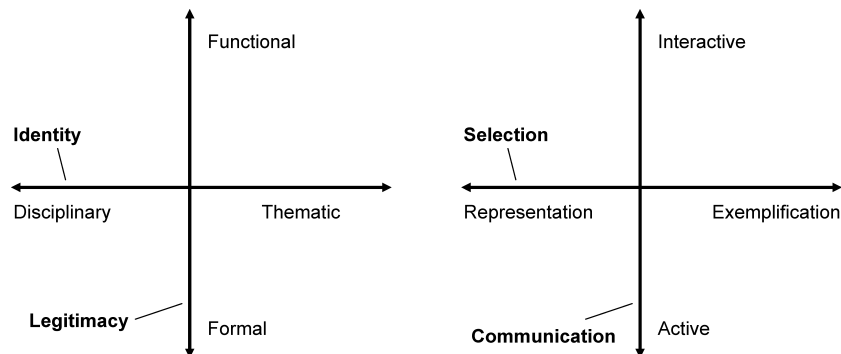 Functional
Identity
Disciplinary
Thematic
Legitimacy
Formal
Interactive
Selection
Representation
Exemplification
Communication
Active